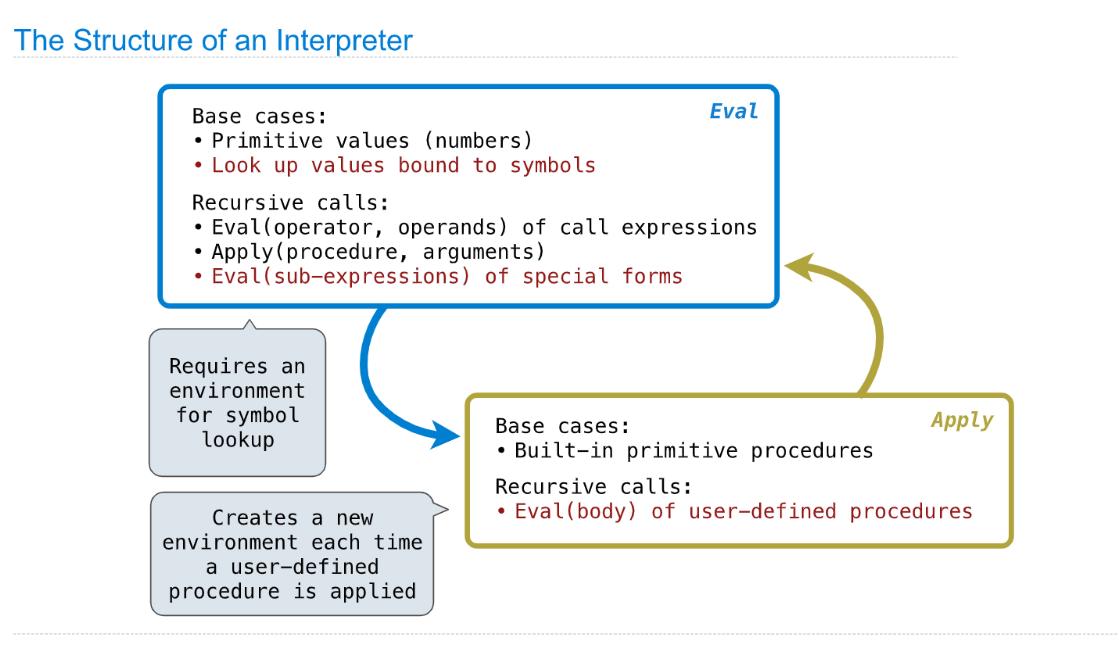 The Structure of an Interpreter
Eval
Base cases:
• Primitive values (numbers)
• Look up values bound to symbols
Recursive calls:
• Eval(operator, operands) of call expressions
• Apply(procedure, arguments)
• Eval(sub-expressions) of special forms
Requires an
environment
for symbol
lookup
Apply
Base cases:
• Built-in primitive procedures
Recursive calls:
• Eval(body) of user-defined procedures
Creates a new
environment each time
a user-defined
procedure is applied